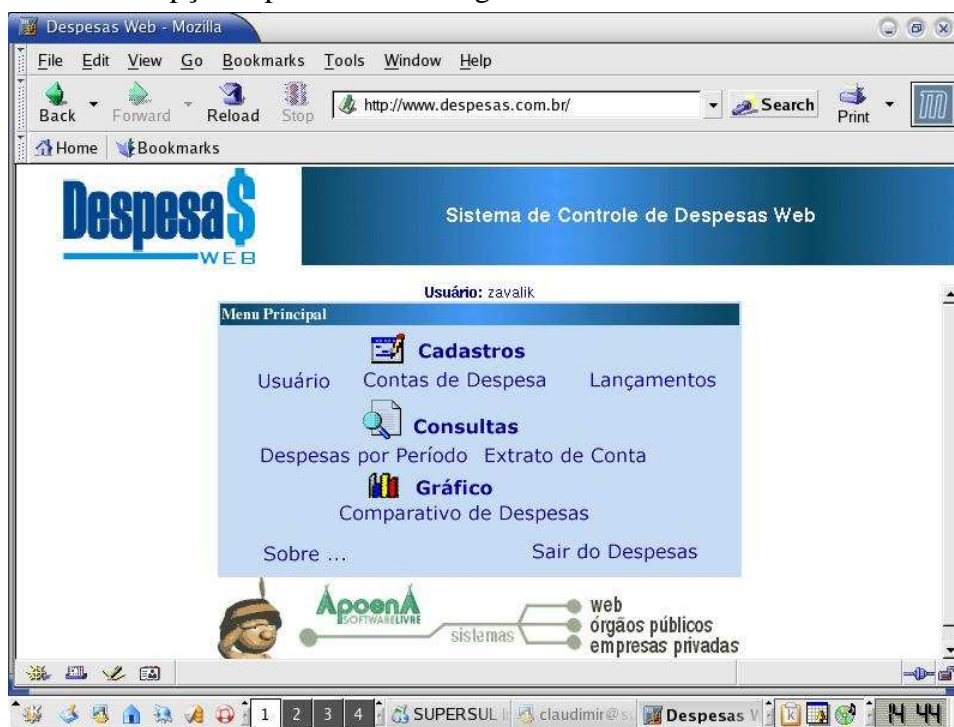 Despesas Web - Mozilla
File Edit View Go Bookmarks Tools Window Help
Back Forward Reload Stop http://www.despesas.com.br/ Search Print
Home Bookmarks
Despesa$
WEB
Sistema de Controle de Despesas Web
Usuário: zavalik
Menu Principal
Cadastros
Usuário Contas de Despesa Lançamentos
Consultas
Despesas por Período Extrato de Conta
Gráfico
Comparativo de Despesas
Sobre ... Sair do Despesas
ApoenA
SOFTWARE LIVRE
sistemas
web
órgãos públicos
empresas privadas
1 2 3 4 SUPERSUL claudimir@s Despesas 14 44